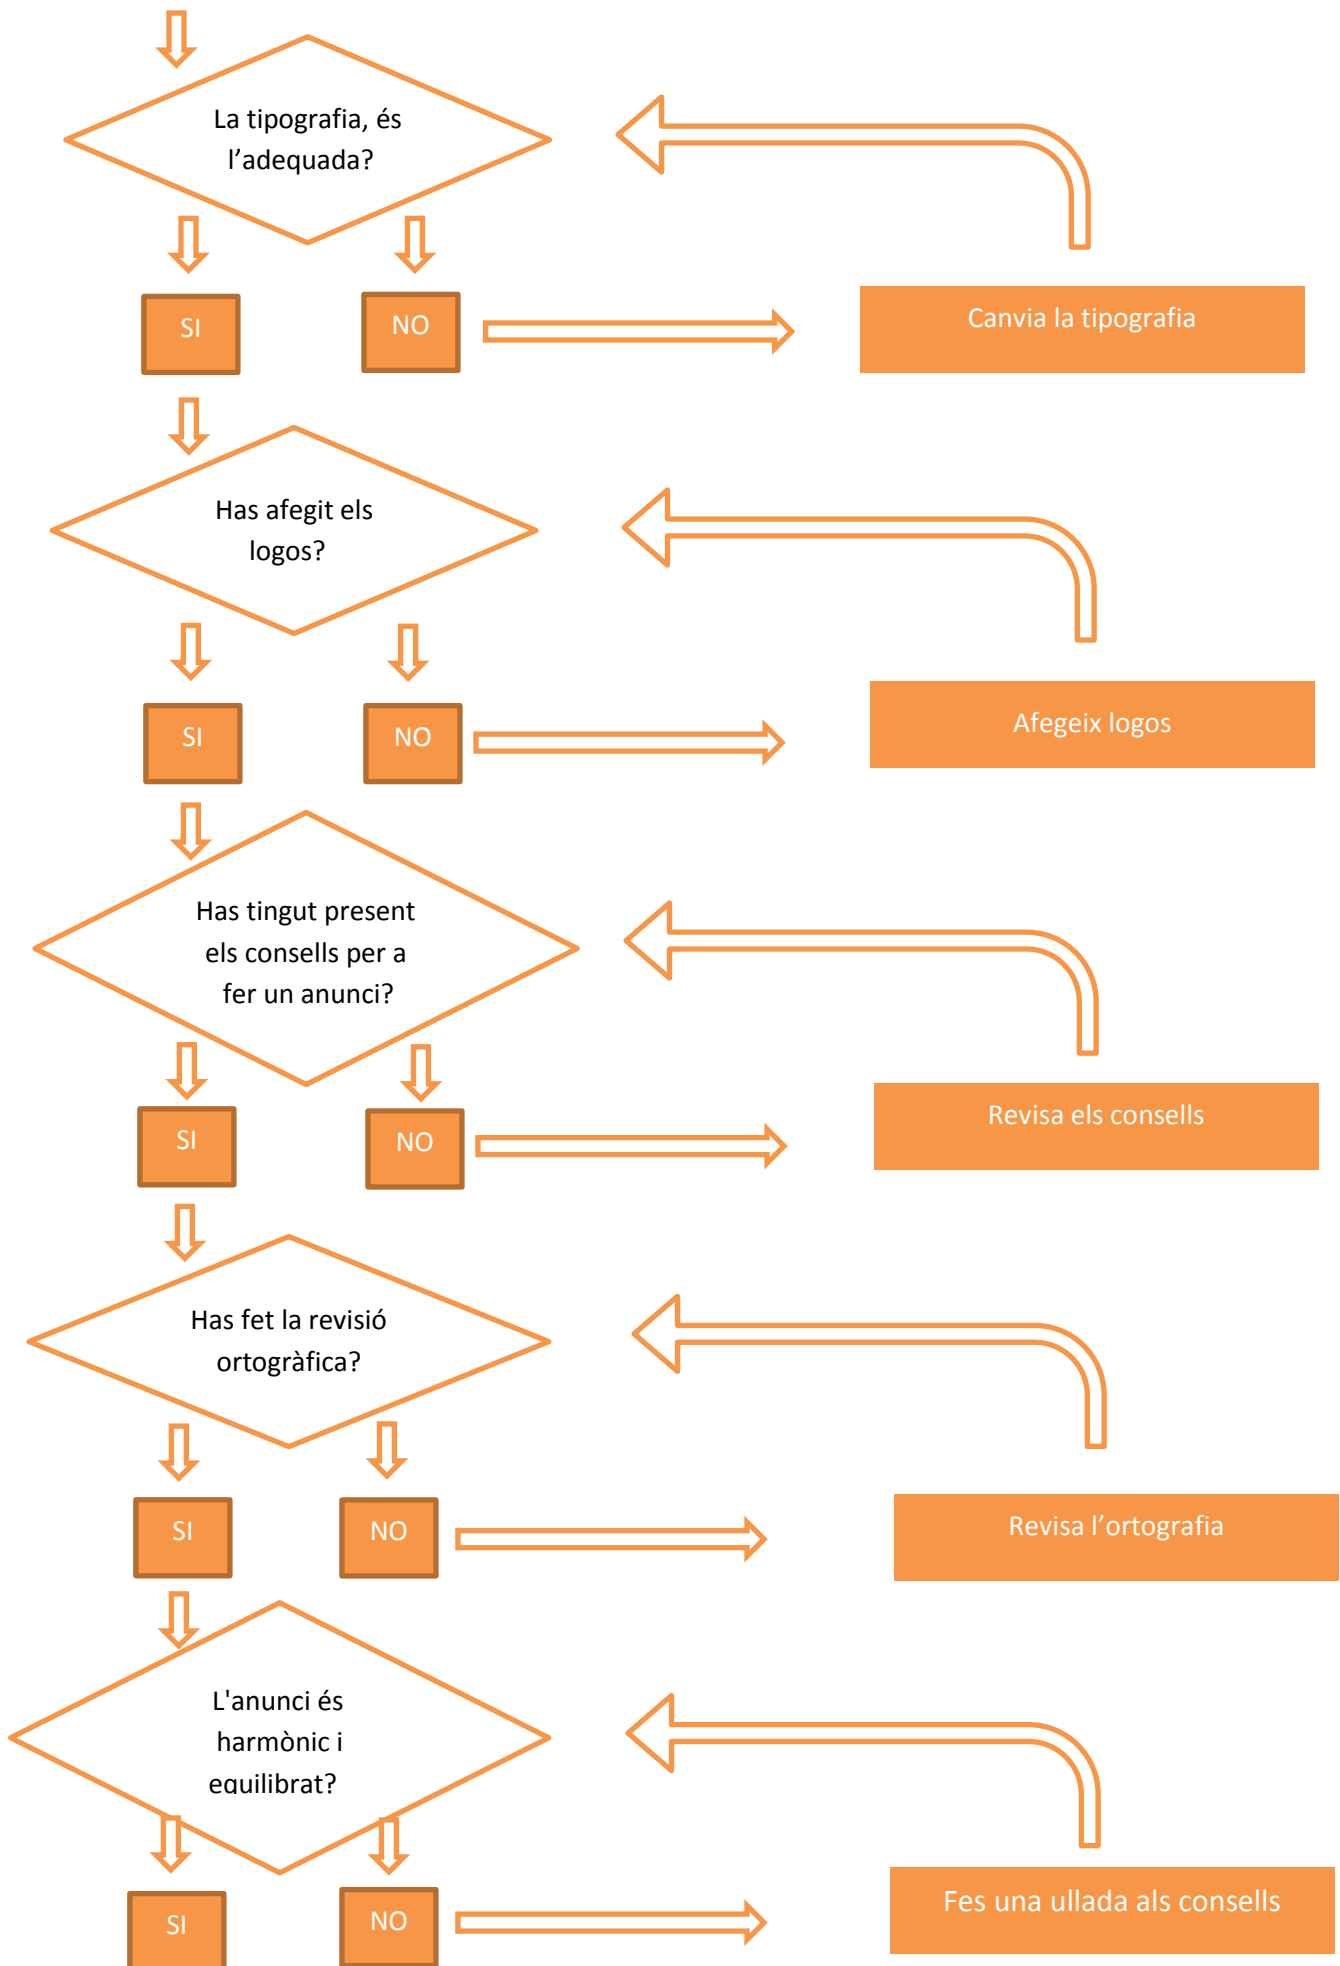 La tipografia, és
l’adequada?
SI
NO
Canvia la tipografia
Has afegit els
logos?
SI
NO
Afegeix logos
Has tingut present
els consells per a
fer un anunci?
SI
NO
Revisa els consells
Has fet la revisió
ortogràfica?
SI
NO
Revisa l’ortografia
L'anunci és
harmònic i
equilibrat?
SI
NO
Fes una ullada als consells